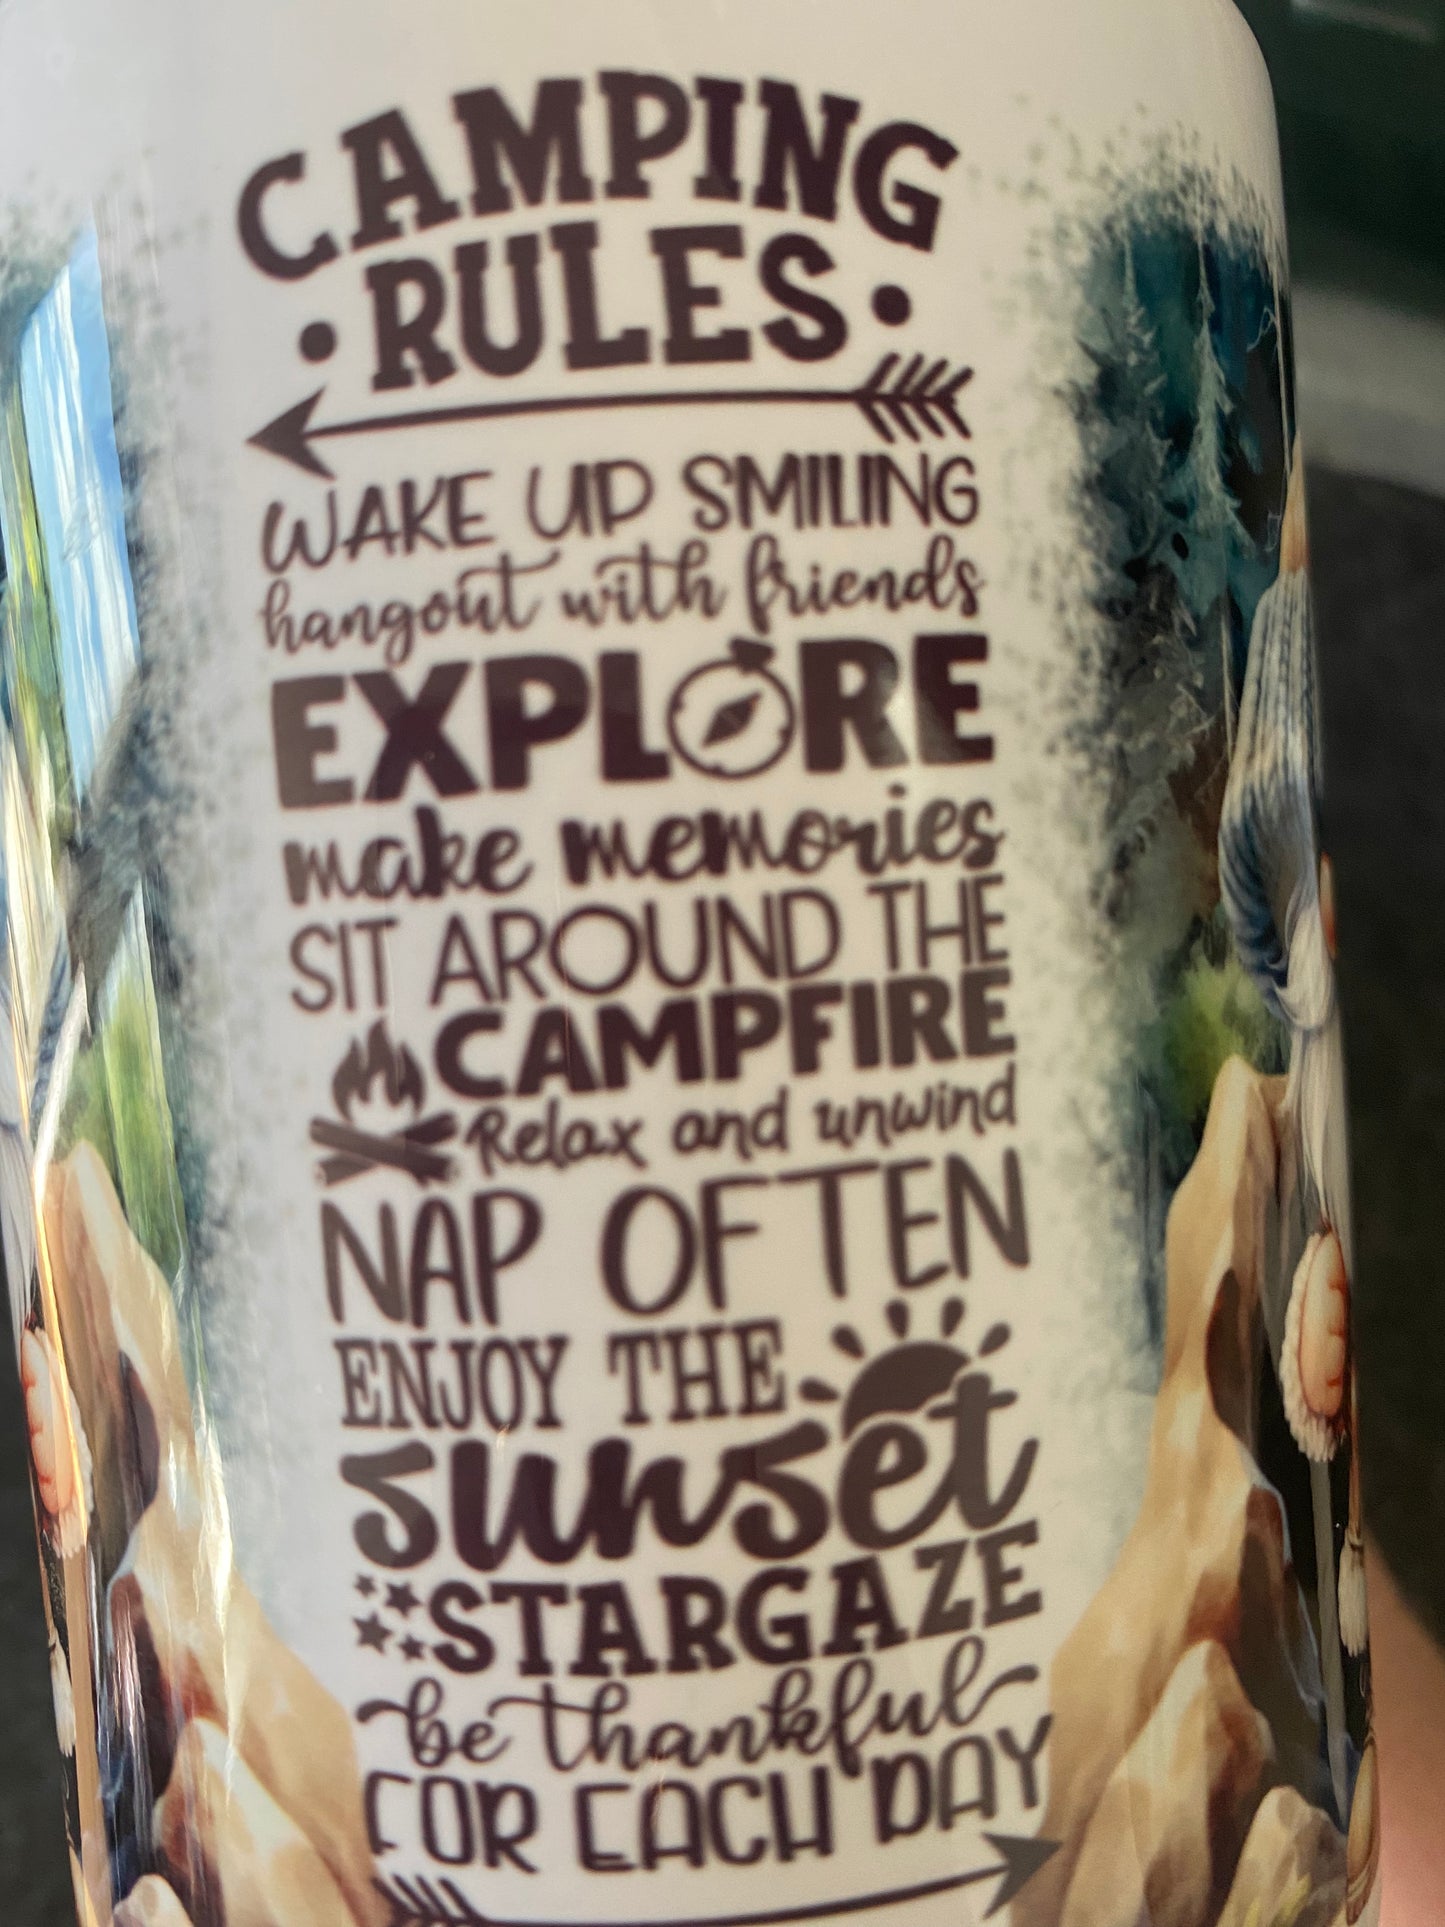 CAMPING
• RULES •
WAKE UP SMILING
hangout with friends
EXPLORE
make memories
SIT AROUND THE
CAMPFIRE
Relax and unwind
NAP OFTEN
ENJOY THE
sunset
STARGAZE
be thankful
FOR EACH DAY